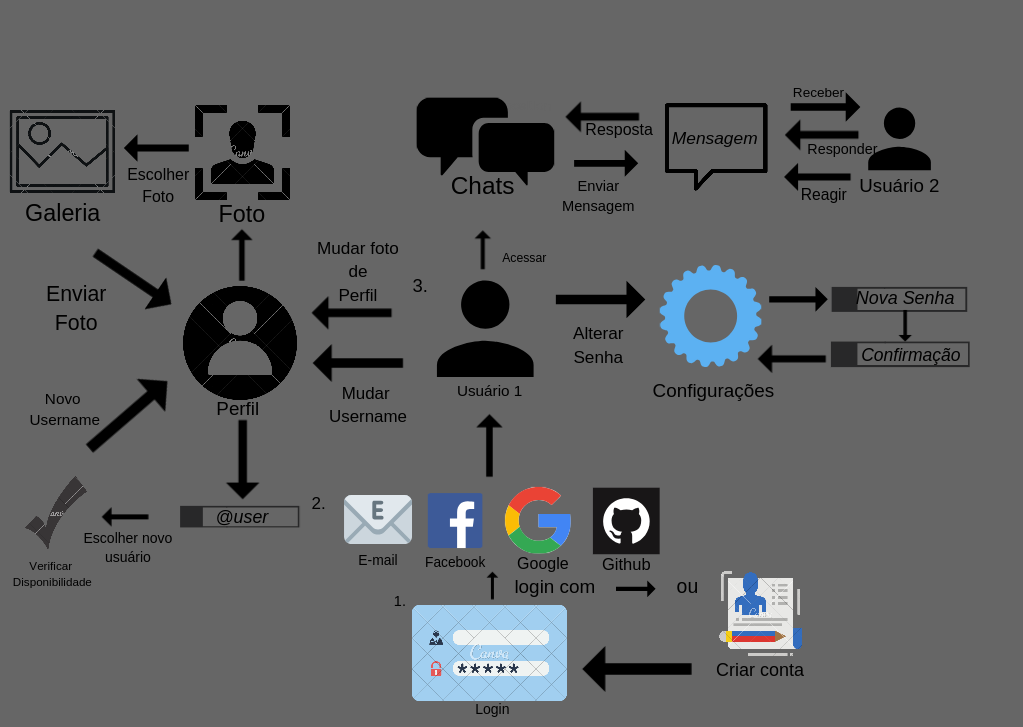 Receber
Mensagem
Responder
Reagir
Usuário 2
Resposta
Enviar
Mensagem
Chats
Escolher
Foto
Galeria
Foto
Acessar
Mudar foto
de
Perfil
3.
Enviar
Foto
Nova Senha
Confirmação
Alterar
Senha
Configurações
Usuário 1
Mudar
Username
Perfil
Novo
Username
@user
Escolher novo
usuário
Verificar
Disponibilidade
2.
E
E-mail
Facebook
Google
Github
login com
ou
1.
Canva
*****
Login
Criar conta